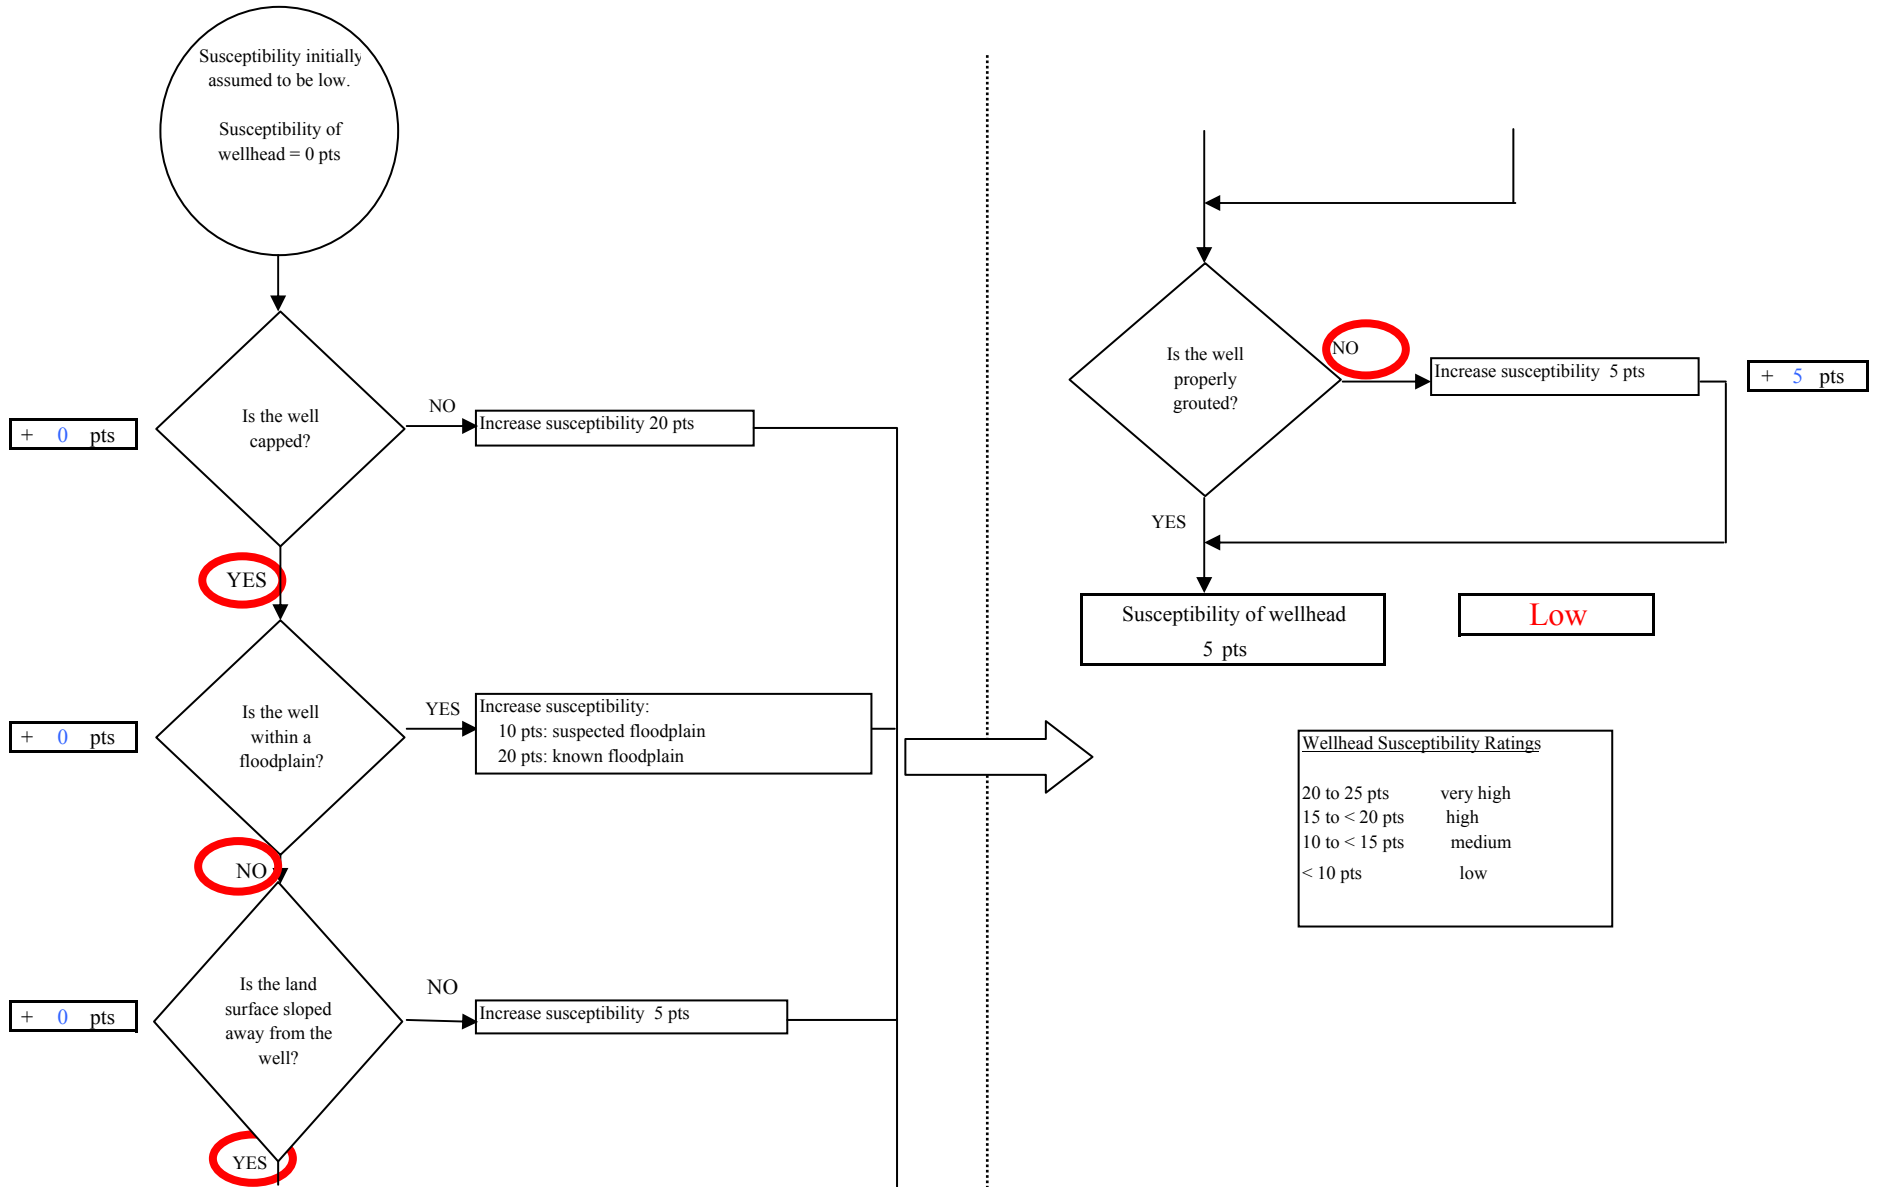 Susceptibility initially
assumed to be low.
Susceptibility of
wellhead = 0 pts
Is the well
capped?
NO
Increase susceptibility 20 pts
+ 0 pts
YES
Is the well
within a
floodplain?
YES
Increase susceptibility:
10 pts: suspected floodplain
20 pts: known floodplain
+ 0 pts
NO
Is the land
surface sloped
away from the
well?
NO
Increase susceptibility 5 pts
+ 0 pts
YES
Is the well
properly
grouted?
NO
Increase susceptibility 5 pts
+ 5 pts
YES
Susceptibility of wellhead
5 pts
Low
Wellhead Susceptibility Ratings
20 to 25 pts very high
15 to < 20 pts high
10 to < 15 pts medium
< 10 pts low